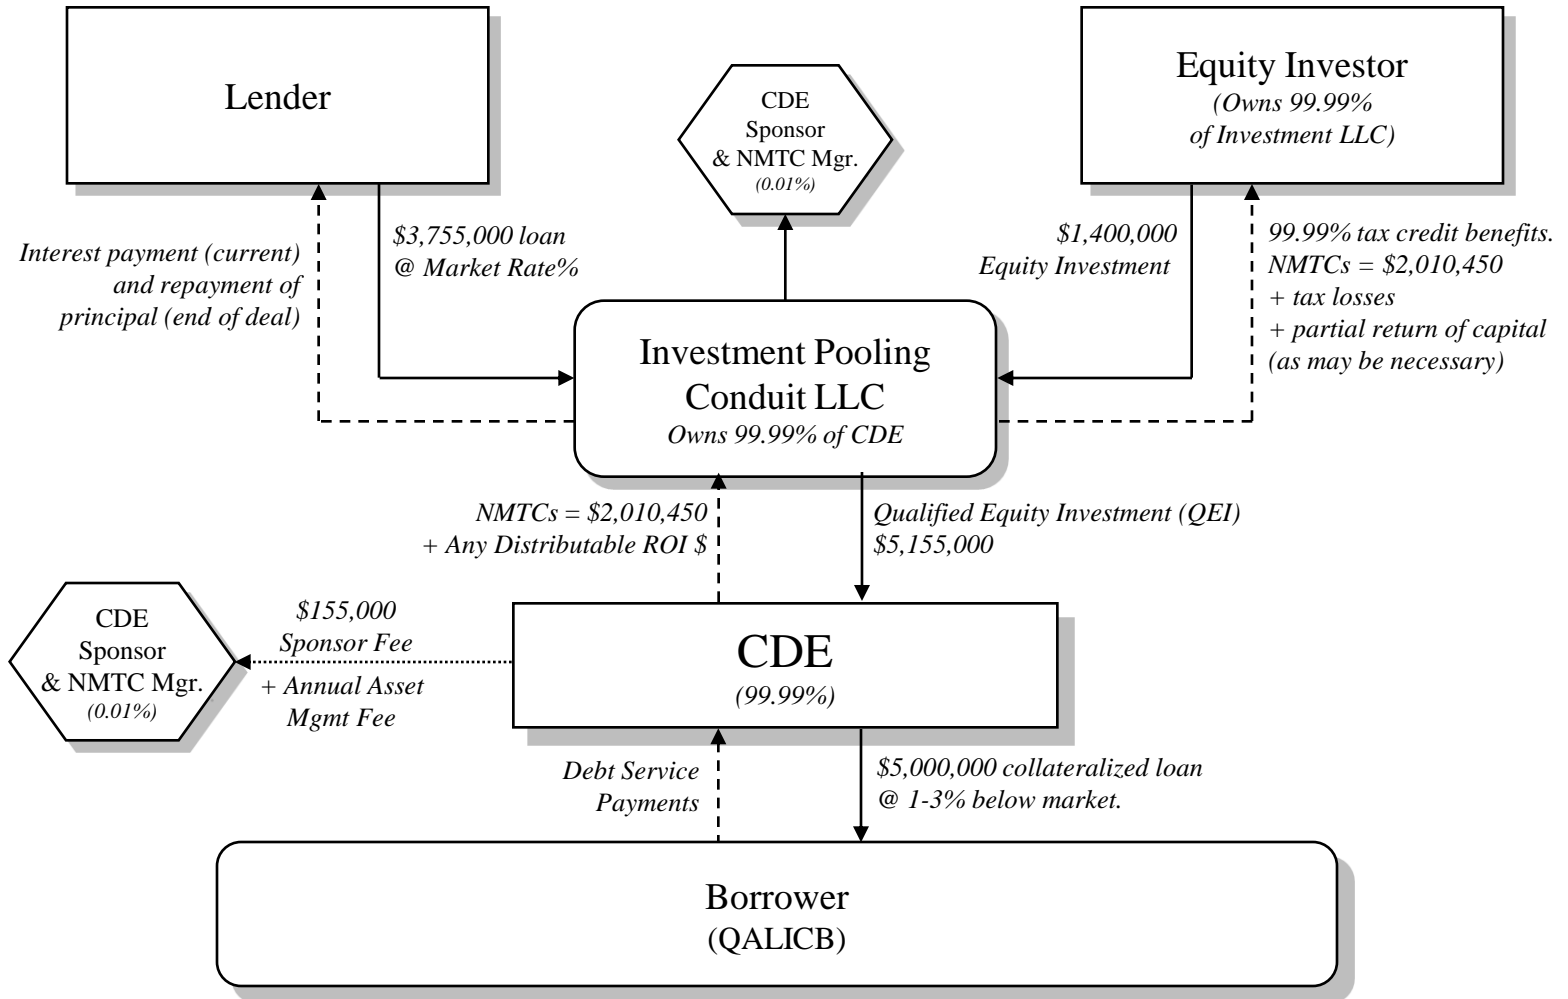 Lender
CDE
Sponsor
& NMTC Mgr.
(0.01%)
Equity Investor
(Owns 99.99%
of Investment LLC)
Interest payment (current)
and repayment of
principal (end of deal)
$3,755,000 loan
@ Market Rate%
$1,400,000
Equity Investment
99.99% tax credit benefits.
NMTCs = $2,010,450
+ tax losses
+ partial return of capital
(as may be necessary)
Investment Pooling
Conduit LLC
Owns 99.99% of CDE
NMTCs = $2,010,450
+ Any Distributable ROI $
Qualified Equity Investment (QEI)
$5,155,000
CDE
Sponsor
& NMTC Mgr.
(0.01%)
$155,000
Sponsor Fee
+ Annual Asset
Mgmt Fee
CDE
(99.99%)
Debt Service
Payments
$5,000,000 collateralized loan
@ 1-3% below market.
Borrower
(QALICB)